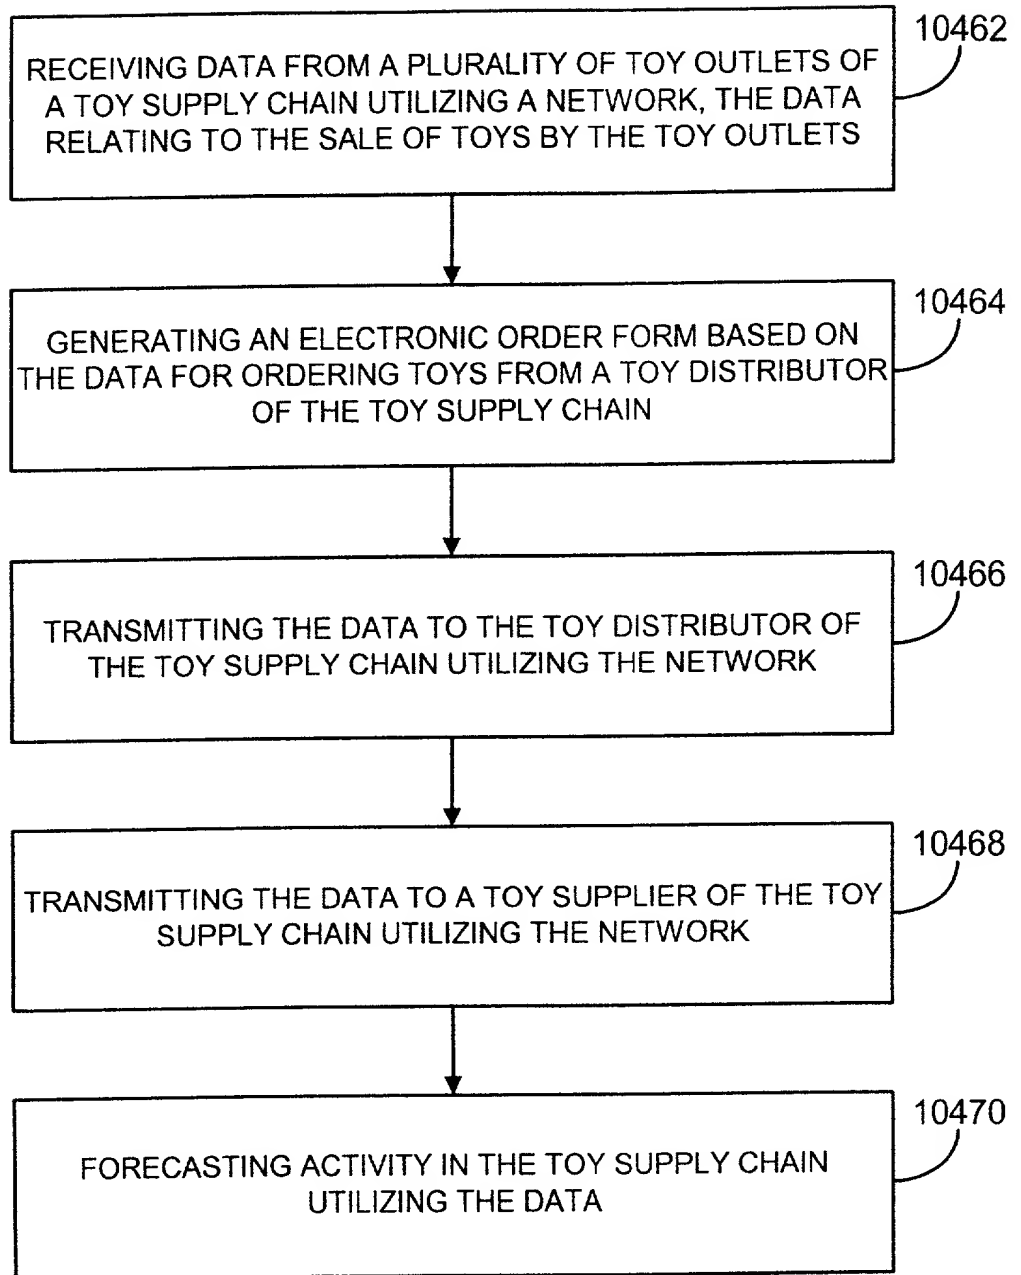 10462
RECEIVING DATA FROM A PLURALITY OF TOY OUTLETS OF
A TOY SUPPLY CHAIN UTILIZING A NETWORK, THE DATA
RELATING TO THE SALE OF TOYS BY THE TOY OUTLETS
10464
GENERATING AN ELECTRONIC ORDER FORM BASED ON
THE DATA FOR ORDERING TOYS FROM A TOY DISTRIBUTOR
OF THE TOY SUPPLY CHAIN
10466
TRANSMITTING THE DATA TO THE TOY DISTRIBUTOR OF
THE TOY SUPPLY CHAIN UTILIZING THE NETWORK
10468
TRANSMITTING THE DATA TO A TOY SUPPLIER OF THE TOY
SUPPLY CHAIN UTILIZING THE NETWORK
10470
FORECASTING ACTIVITY IN THE TOY SUPPLY CHAIN
UTILIZING THE DATA